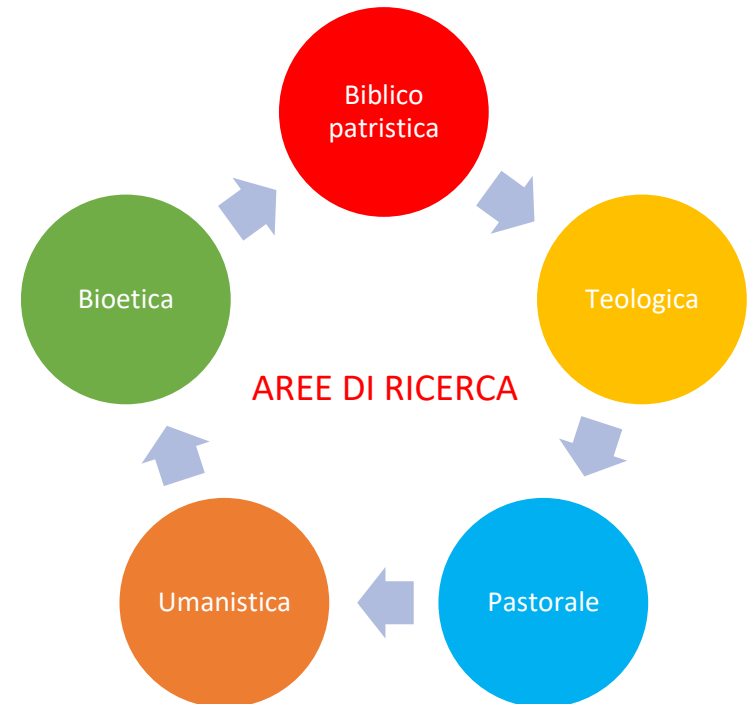 Biblico
patristica
Bioetica
Teologica
AREE DI RICERCA
Umanistica
Pastorale